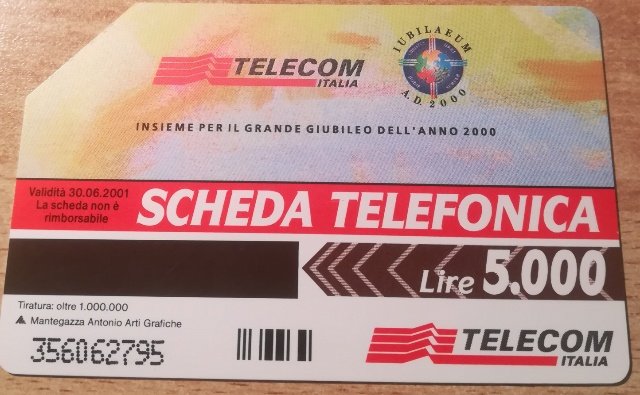 TELECOM
ITALIA
IUBILAEUM
A.D. 2000
INSIEME PER IL GRANDE GIUBILEO DELL'ANNO 2000
Validità 30.06.2001
La scheda non è
rimborsabile
SCHEDA TELEFONICA
Lire 5.000
Tiratura: oltre 1.000.000
Mantegazza Antonio Arti Grafiche
356062795
TELECOM
ITALIA